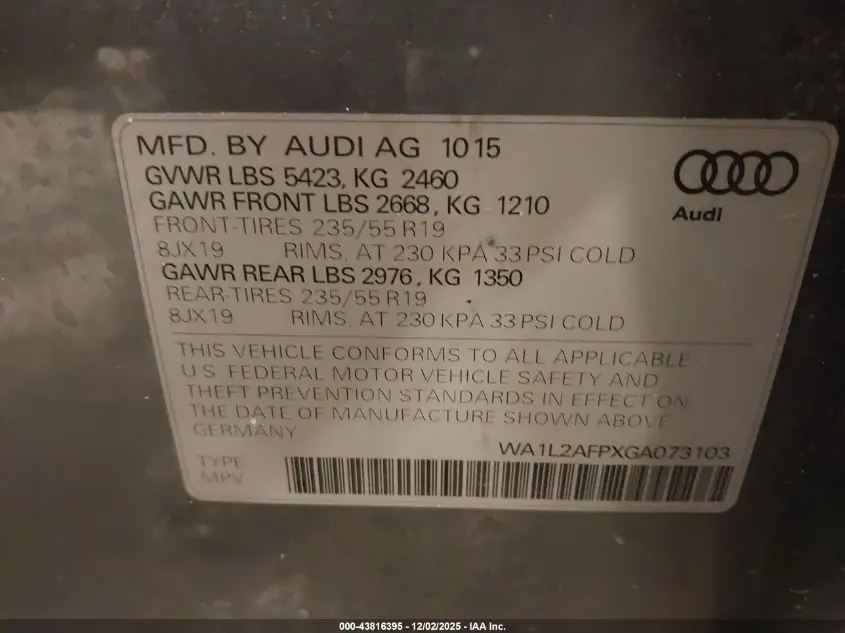 MFD. BY AUDI AG 1015
GVWR LBS 5423, KG 2460
GAWR FRONT LBS 2668, KG 1210
FRONT-TIRES 235/55 R19
8JX19 RIMS, AT 230 KPA 33 PSI COLD
GAWR REAR LBS 2976, KG 1350
REAR-TIRES 235/55 R19
8JX19 RIMS, AT 230 KPA 33 PSI COLD
Audi
THIS VEHICLE CONFORMS TO ALL APPLICABLE
U.S. FEDERAL MOTOR VEHICLE SAFETY AND
THEFT PREVENTION STANDARDS IN EFFECT ON
THE DATE OF MANUFACTURE SHOWN ABOVE
GERMANY
WA1L2AFPXGA073103
TYPE
MPV
000-43816395 - 12/02/2025 - IAA Inc.